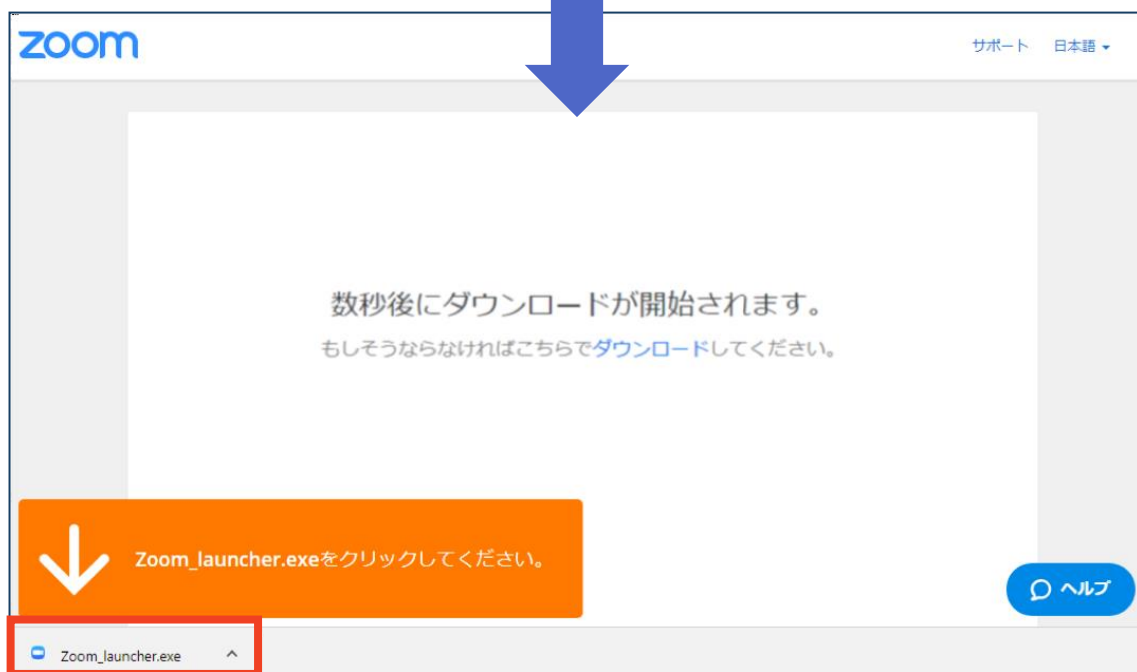 zoom
サポート 日本語
数秒後にダウンロードが開始されます。
もしそうならなければこちらでダウンロードしてください。
Zoom_launcher.exeをクリックしてください。
ヘルプ
Zoom_launcher.exe